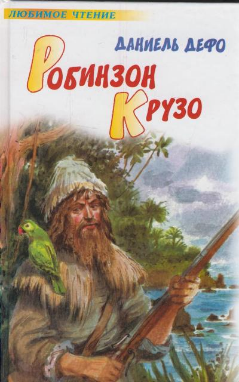 ЛЮБИМОЕ ЧТЕНИЕ
ДАНИЕЛЬ ДЕФО
РОБИНЗОН
КРУЗО